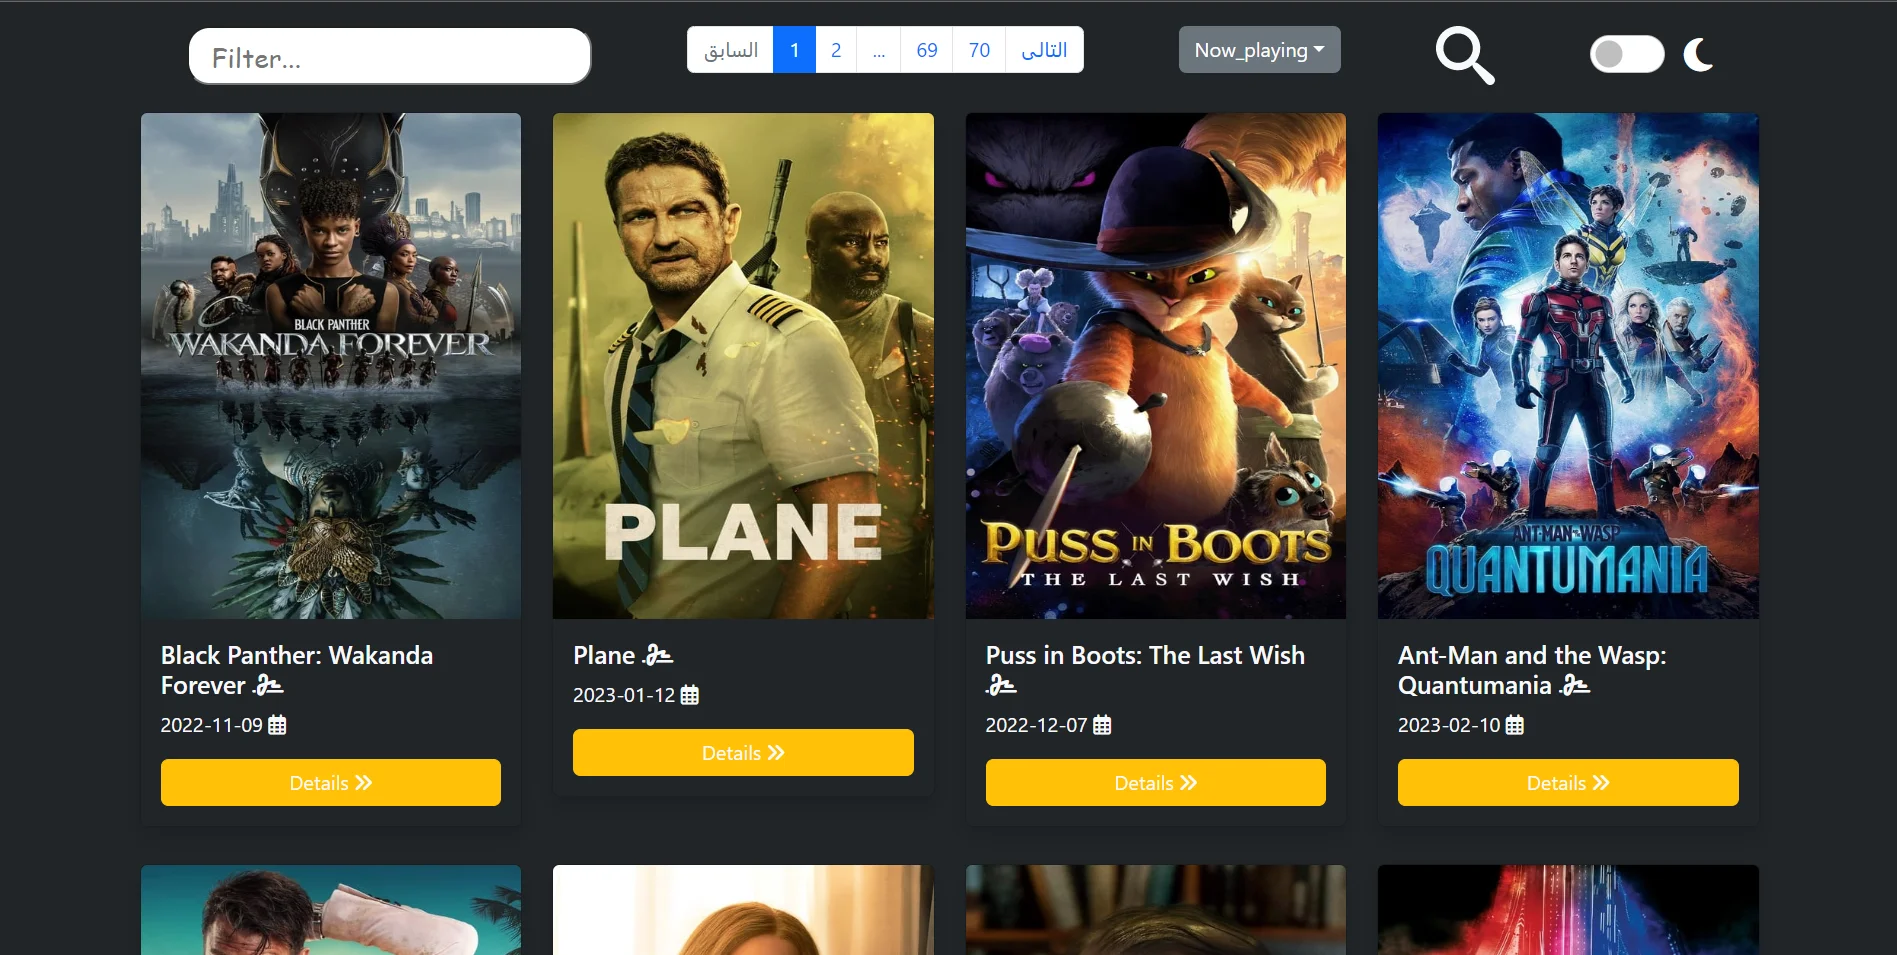 Filter...
السابق 1 2 ... 69 70 التالى
Now_playing
BLACK PANTHER
WAKANDA FOREVER
PLANE
PUSS IN BOOTS
THE LAST WISH
ANT-MAN AND THE WASP
QUANTUMANIA
Black Panther: Wakanda
Forever
2022-11-09
Details
Plane
2023-01-12
Details
Puss in Boots: The Last Wish
2022-12-07
Details
Ant-Man and the Wasp:
Quantumania
2023-02-10
Details